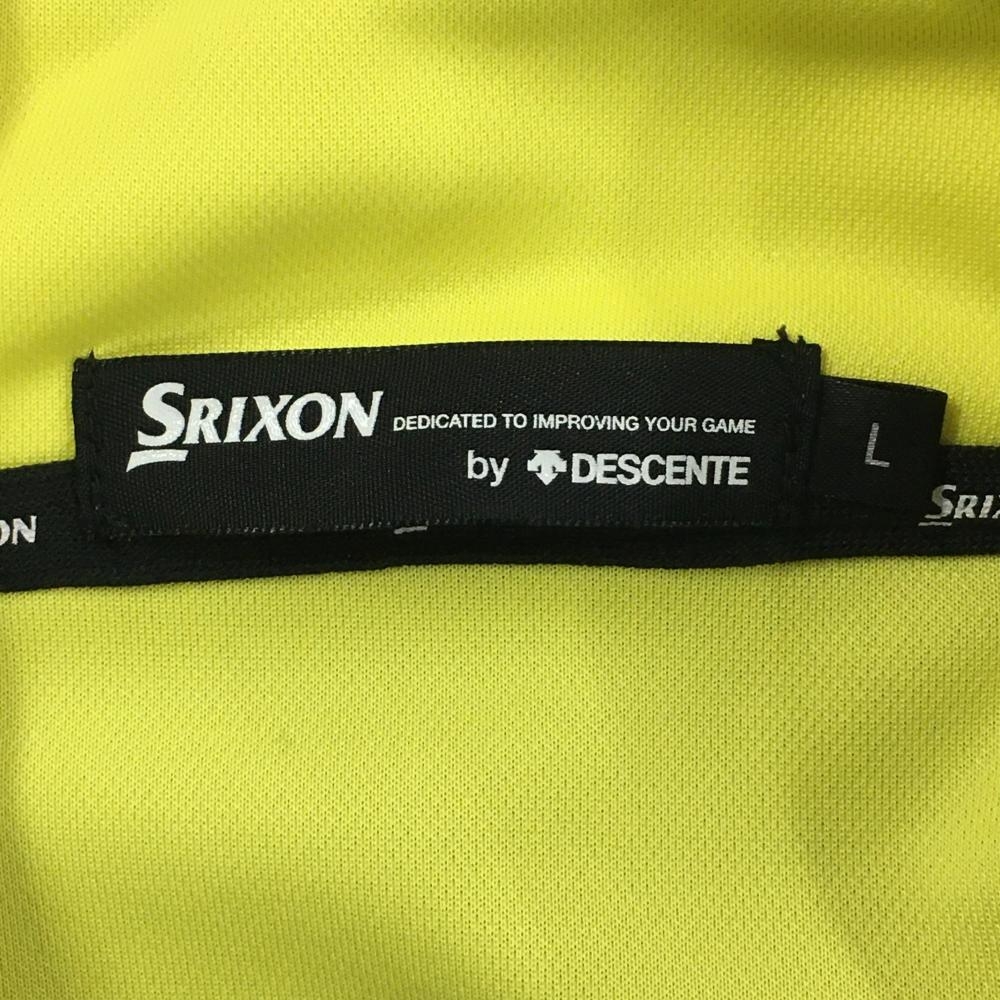 SRIXON DEDICATED TO IMPROVING YOUR GAME
by DESCENTE
L
ON
SRIX